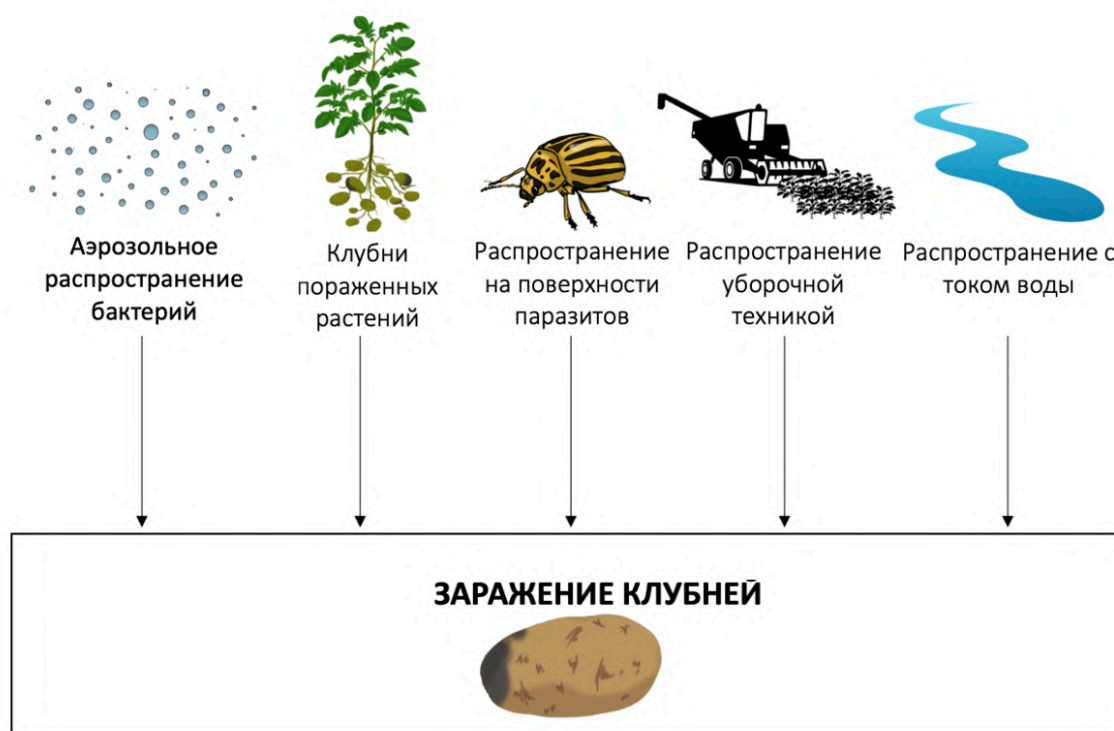 Аэрозольное
распространение
бактерий
Клубни
пораженных
растений
Распространение
на поверхности
паразитов
Распространение
уборочной
техникой
Распространение с
током воды
ЗАРАЖЕНИЕ КЛУБНЕЙ